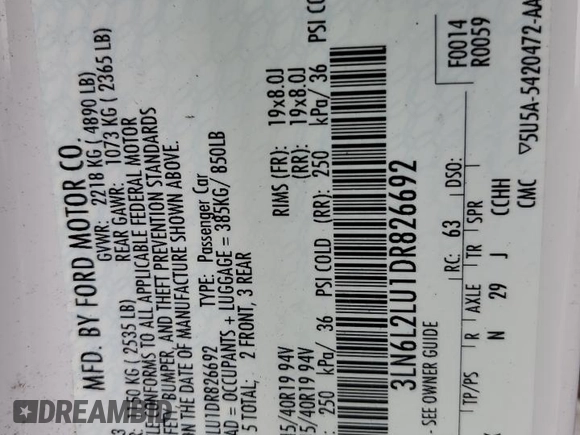 MFD. BY FORD MOTOR CO.
GVWR: 2218 KG ( 4890 LB)
50 KG ( 2535 LB) REAR GAWR: 1073 KG ( 2365 LB)
CONFORMS TO ALL APPLICABLE FEDERAL MOTOR
BUMPER, AND THEFT PREVENTION STANDARDS
ON THE DATE OF MANUFACTURE SHOWN ABOVE.
LU1DR826692 TYPE: Passenger Car
AD = OCCUPANTS + LUGGAGE = 385KG/ 850LB
5 TOTAL; 2 FRONT, 3 REAR
5/40R19 94V RIMS (FR): 19x8.0J
5/40R19 94V (RR): 19x8.0J
: 250 kPa/ 36 PSI COLD (RR): 250 kPa/ 36 PSI CO
3LN6L2LU1DR826692
- SEE OWNER GUIDE
F0014
R0059
RC: 63 DSO:
TP/PS R AXLE TR SPR
N 29 J CCHH
CMC ▽5U5A-5420472-AA
DREAMBID